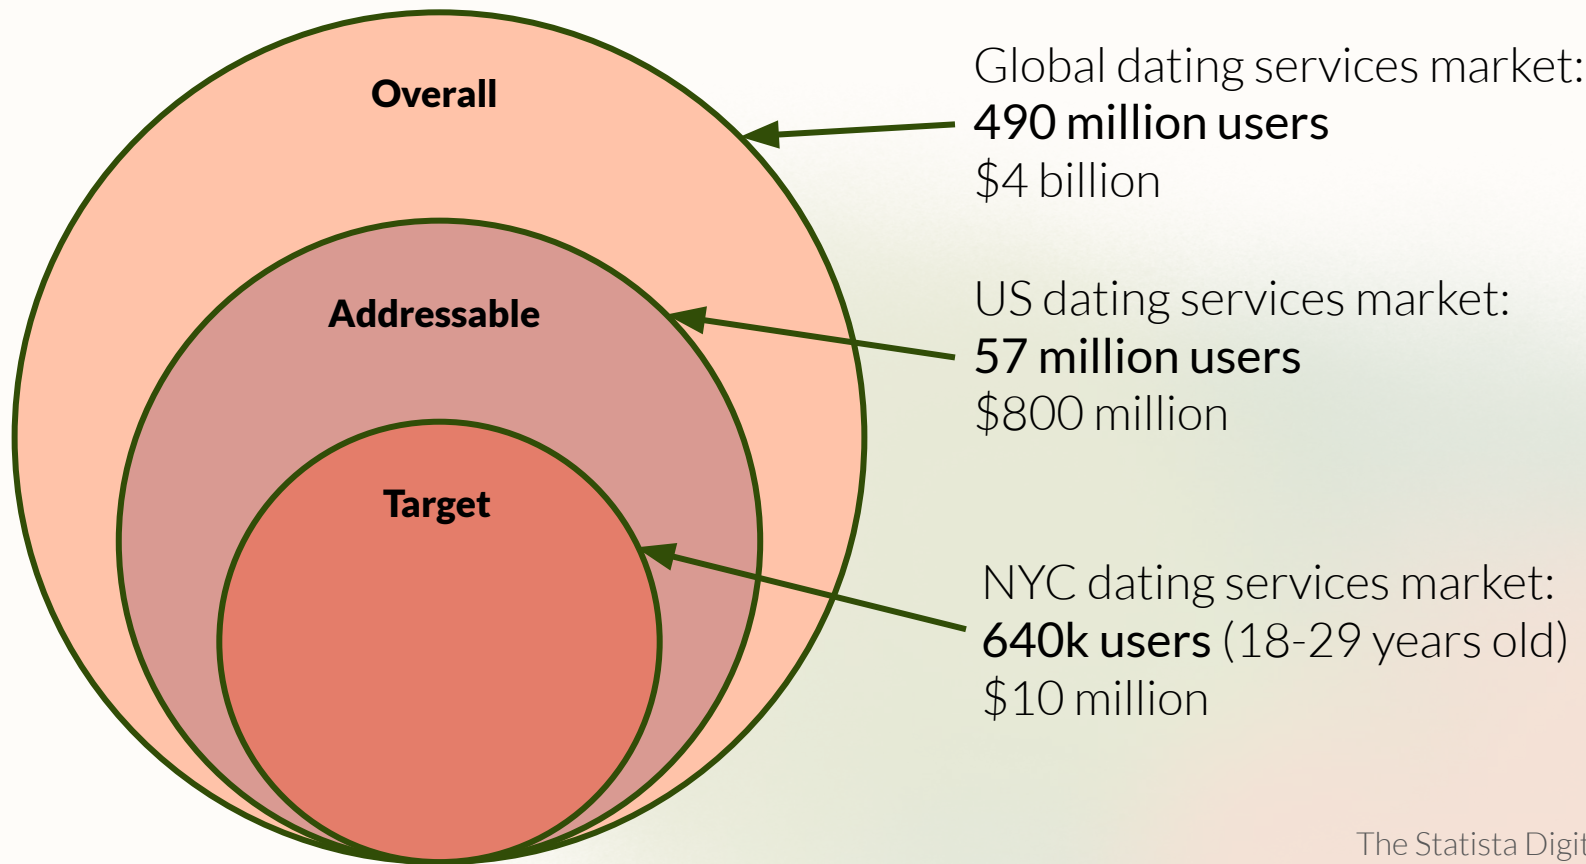 Overall
Global dating services market:
490 million users
$4 billion
Addressable
US dating services market:
57 million users
$800 million
Target
NYC dating services market:
640k users (18-29 years old)
$10 million
The Statista